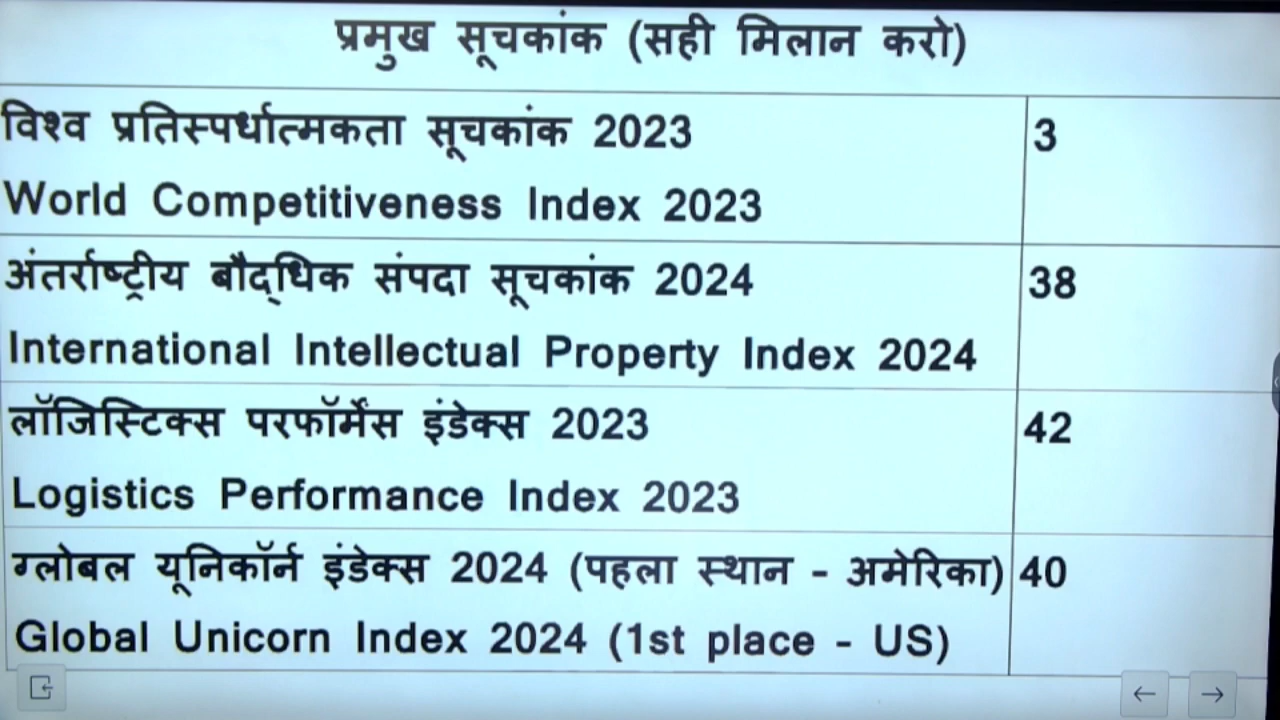 प्रमुख सूचकांक (सही मिलान करो)
विश्व प्रतिस्पर्धात्मकता सूचकांक 2023
World Competitiveness Index 2023
3
अंतर्राष्ट्रीय बौद्धिक संपदा सूचकांक 2024
International Intellectual Property Index 2024
38
लॉजिस्टिक्स परफॉर्मेंस इंडेक्स 2023
Logistics Performance Index 2023
42
ग्लोबल यूनिकॉर्न इंडेक्स 2024 (पहला स्थान - अमेरिका)
Global Unicorn Index 2024 (1st place - US)
40